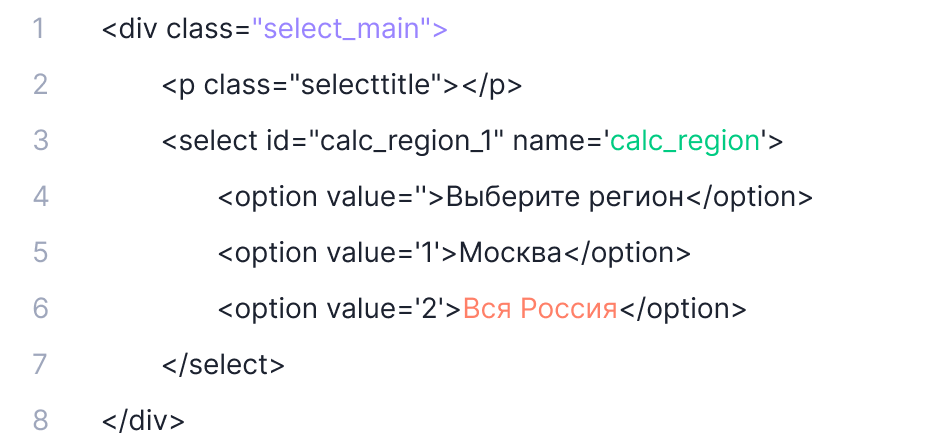 1 <div class="select_main">
2 <p class="selecttitle"></p>
3 <select id="calc_region_1" name='calc_region'>
4 <option value=''>Выберите регион</option>
5 <option value='1'>Москва</option>
6 <option value='2'>Вся Россия</option>
7 </select>
8 </div>